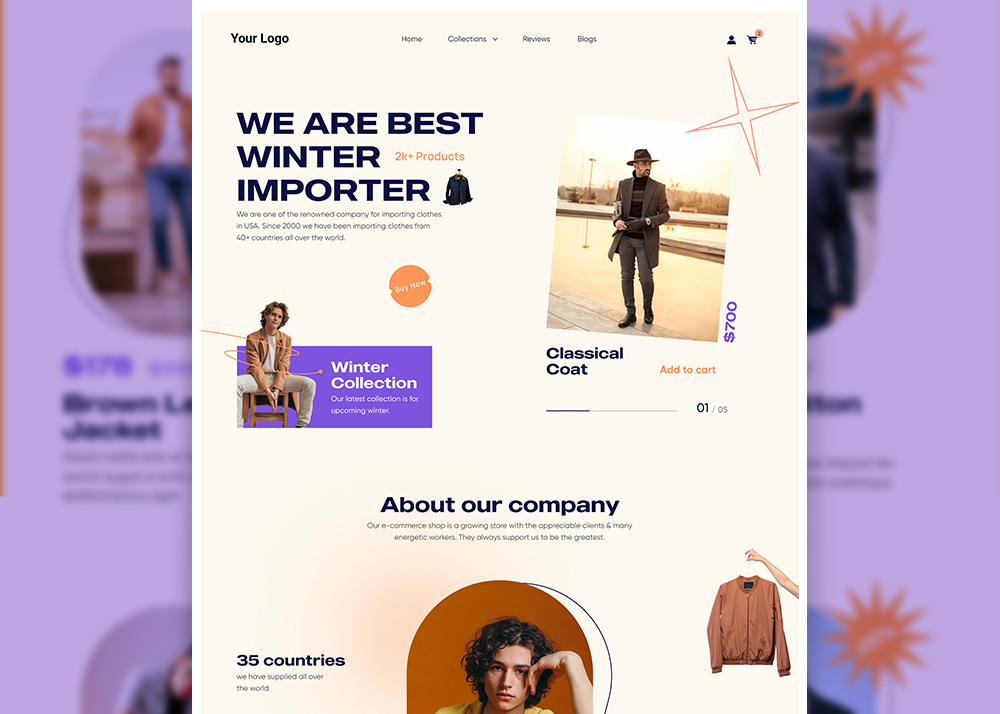 Your Logo
Home
Collections
Reviews
Blogs
2
WE ARE BEST
WINTER
2k+ Products
IMPORTER
We are one of the renowned company for importing clothes
in USA. Since 2000 we have been importing clothes from
40+ countries all over the world.
Buy Now
Winter
Collection
Our latest collection is for
upcoming winter.
$700
Classical
Coat
Add to cart
01 / 05
About our company
Our e-commerce shop is a growing store with the appreciable clients & many
energetic workers. They always support us to be the greatest.
35 countries
we have supplied all over
the world
$178
Brown Le
Jacket